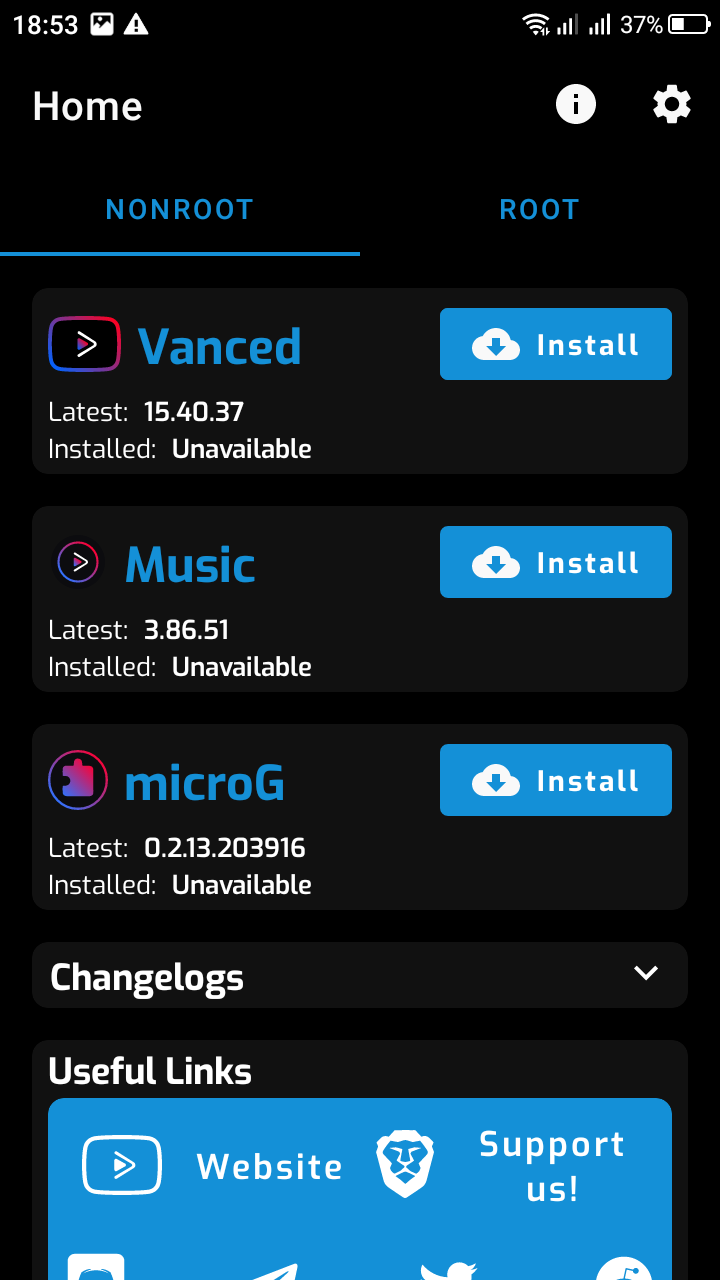 18:53 37%
Home
NONROOT ROOT
Vanced Install
Latest: 15.40.37
Installed: Unavailable
Music Install
Latest: 3.86.51
Installed: Unavailable
microG Install
Latest: 0.2.13.203916
Installed: Unavailable
Changelogs
Useful Links
Website Support
us!